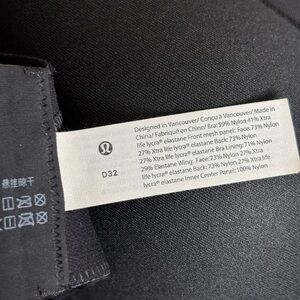 Designed in Vancouver/ Conçu à Vancouver/ Made in
China/ Fabriqué en Chine/ Bra: 59% Nylon 41% Xtra
life lycra® elastane Front mesh panel: Face: 73% Nylon
27% Xtra life lycra® elastane Back: 73% Nylon
27% Xtra life lycra® elastane Bra Lining: 71% Nylon
29% Elastane Wing: Face: 73% Nylon 27% Xtra
life lycra® elastane Back: 73% Nylon 27% Xtra life
lycra® elastane Inner Center Panel: 100% Nylon
D32
悬挂晾干